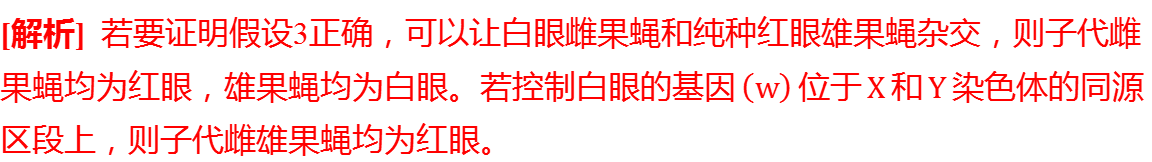 [解析] 若要证明假设3正确，可以让白眼雌果蝇和纯种红眼雄果蝇杂交，则子代雌
果蝇均为红眼，雄果蝇均为白眼。若控制白眼的基因 (w) 位于 X 和 Y 染色体的同源
区段上，则子代雌雄果蝇均为红眼。